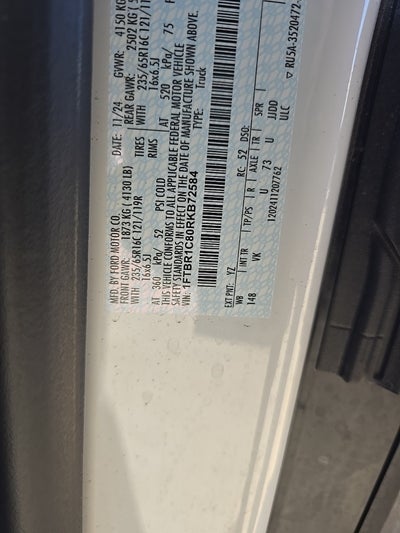 MFD. BY FORD MOTOR CO.
DATE: 11/24 GVWR: 4150 KG
FRONT GAWR: 1873 KG ( 4130 LB) REAR GAWR: 2502 KG (
235/65R16C 121/119R TIRES WITH 235/65R16C 121/11
16x6.5J RIMS 16x6.5J
AT 360 kPa/ 52 PSI COLD AT 520 kPa/ 75
THIS VEHICLE CONFORMS TO ALL APPLICABLE FEDERAL MOTOR VEHICLE
SAFETY STANDARDS IN EFFECT ON THE DATE OF MANUFACTURE SHOWN ABOVE.
VIN: 1FTBR1C80RKB72584 TYPE: Truck
EXT PNT: YZ RC: 52 DSO:
WB INT TR TP/PS R AXLE TR SPR
148 VK U 73 U JJDD
1202411207762 ULC
▽ RU5A-3520472-